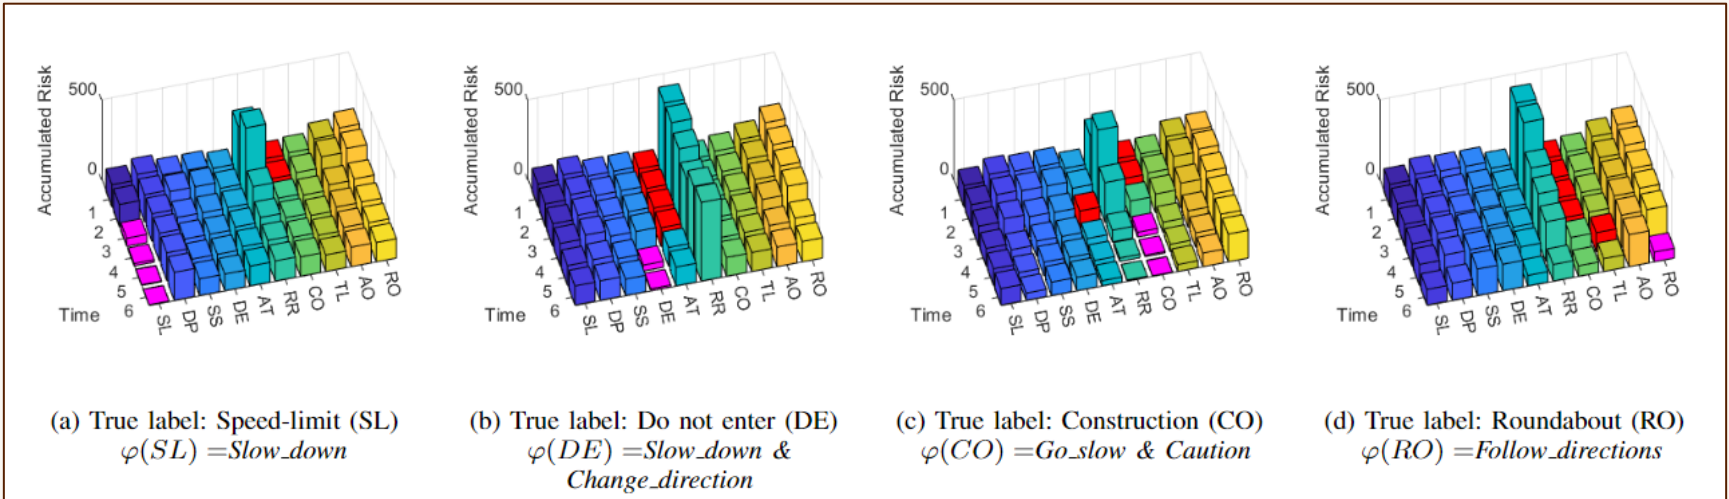 500
0
Accumulated Risk
1
2
3
4
5
6
Time
SL
DP
SS
DE
AT
RR
CO
TL
AO
RO
(a) True label: Speed-limit (SL)
φ(SL) =Slow_down
500
0
Accumulated Risk
1
2
3
4
5
6
Time
SL
DP
SS
DE
AT
RR
CO
TL
AO
RO
(b) True label: Do not enter (DE)
φ(DE) =Slow_down &
Change_direction
500
0
Accumulated Risk
1
2
3
4
5
6
Time
SL
DP
SS
DE
AT
RR
CO
TL
AO
RO
(c) True label: Construction (CO)
φ(CO) =Go_slow & Caution
500
0
Accumulated Risk
1
2
3
4
5
6
Time
SL
DP
SS
DE
AT
RR
CO
TL
AO
RO
(d) True label: Roundabout (RO)
φ(RO) =Follow_directions